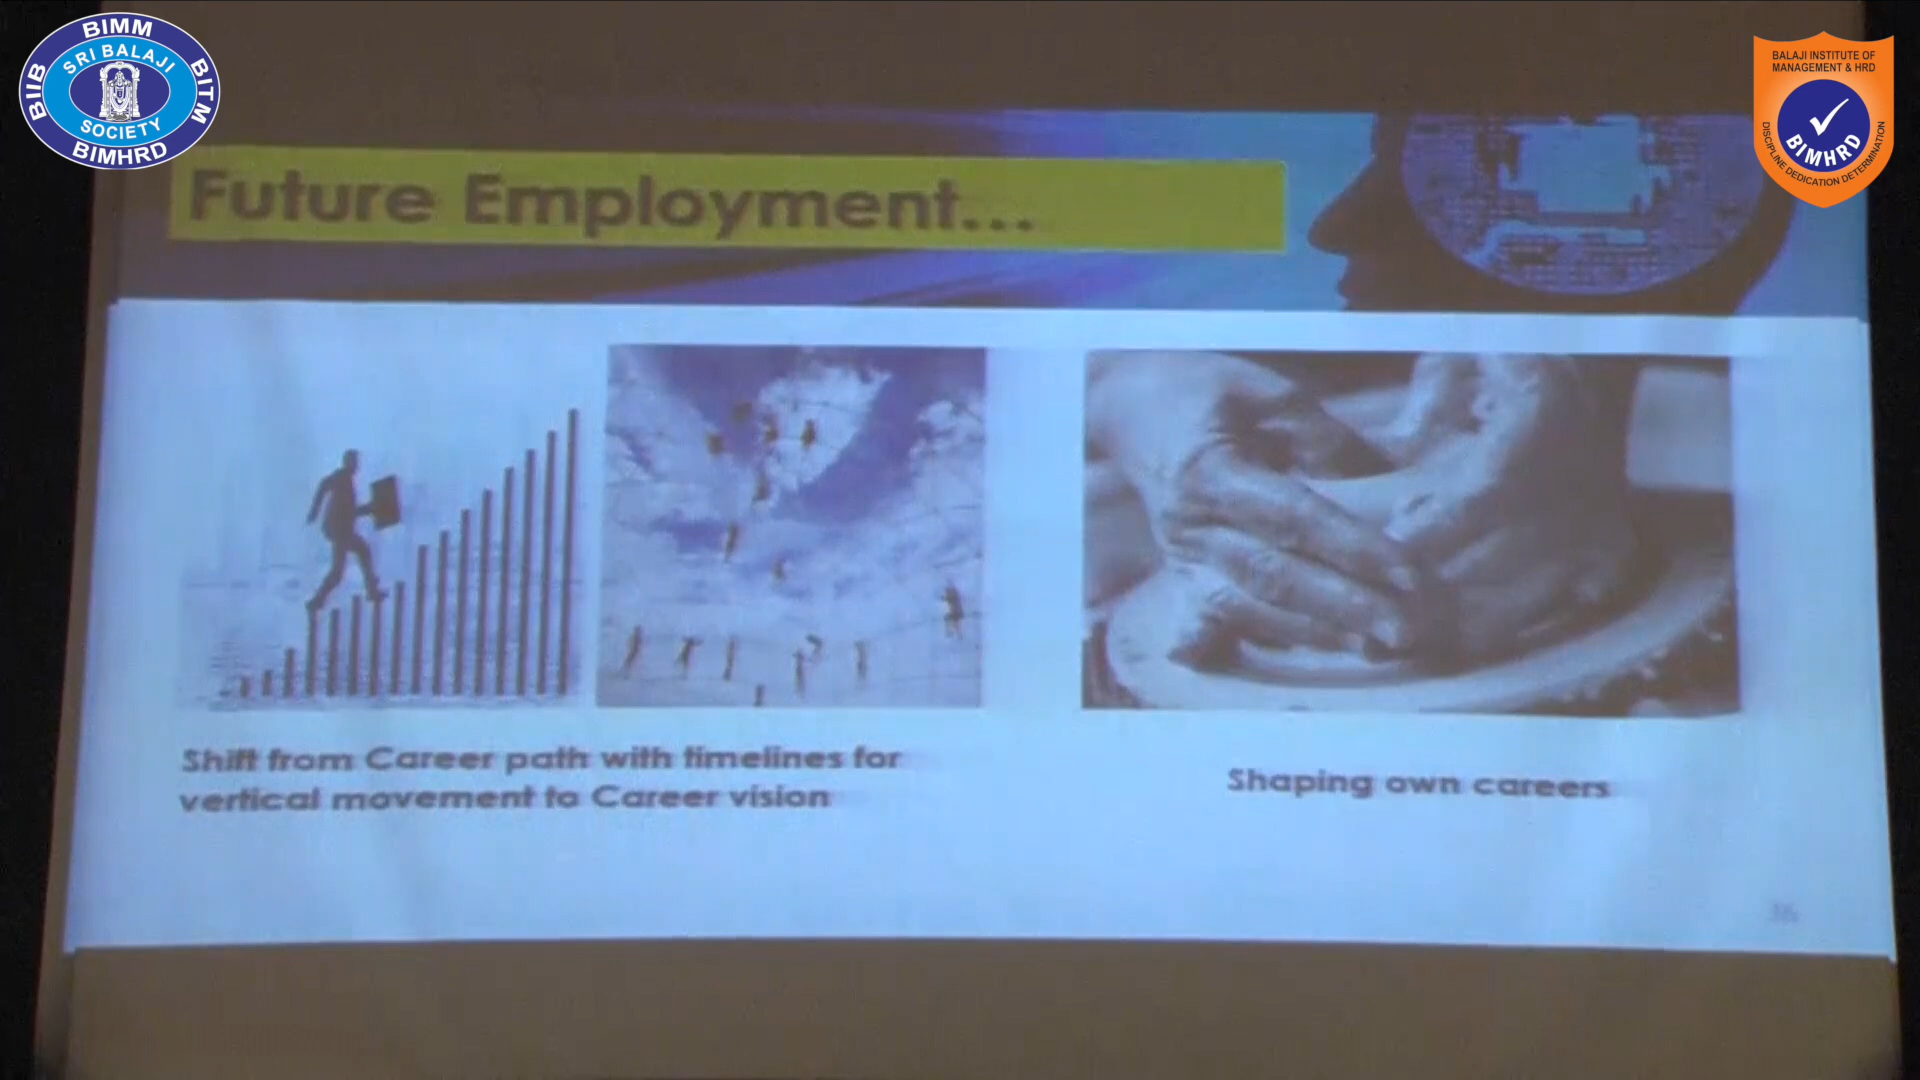 BIMM
SRI BALAJI
BIIB
BITM
SOCIETY
BIMHRD
BALAJI INSTITUTE OF
MANAGEMENT & HRD
BIMHRD
DISCIPLINE DEDICATION DETERMINATION
Future Employment...
Shift from Career path with timelines for
vertical movement to Career vision
Shaping own careers